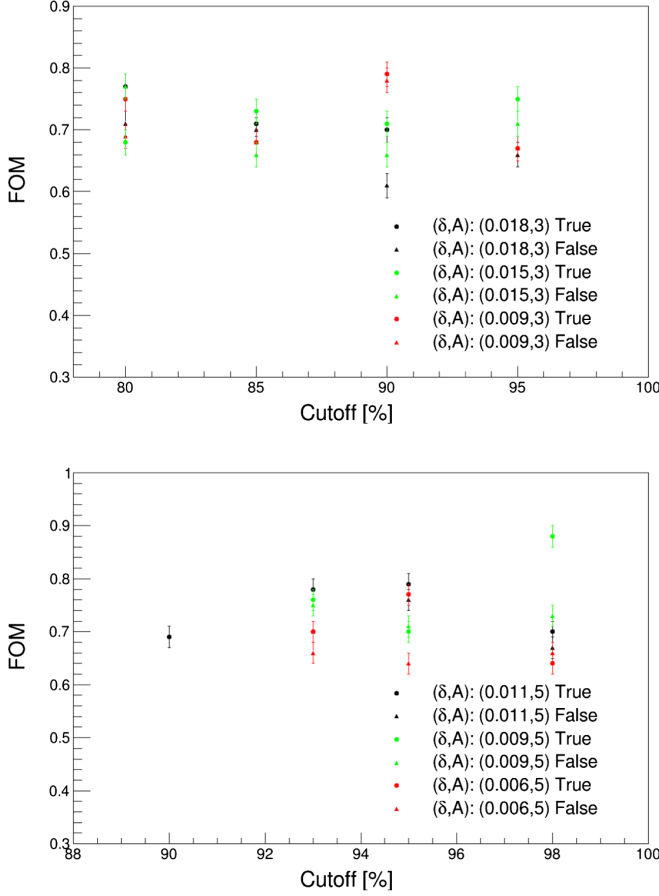 0.9
0.8
0.7
0.6
0.5
0.4
0.3
FOM
(δ,A): (0.018,3) True
(δ,A): (0.018,3) False
(δ,A): (0.015,3) True
(δ,A): (0.015,3) False
(δ,A): (0.009,3) True
(δ,A): (0.009,3) False
80 85 90 95 100
Cutoff [%]
1
0.9
0.8
0.7
0.6
0.5
0.4
0.3
FOM
(δ,A): (0.011,5) True
(δ,A): (0.011,5) False
(δ,A): (0.009,5) True
(δ,A): (0.009,5) False
(δ,A): (0.006,5) True
(δ,A): (0.006,5) False
88 90 92 94 96 98 100
Cutoff [%]